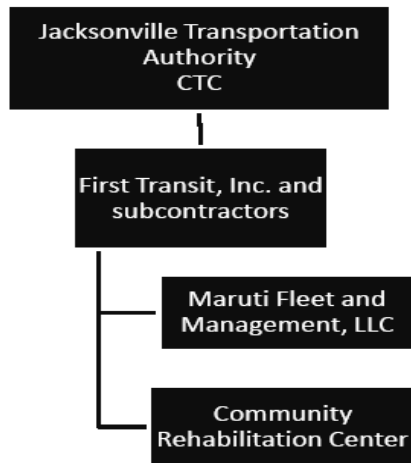 Jacksonville Transportation
Authority
CTC
First Transit, Inc. and
subcontractors
Maruti Fleet and
Management, LLC
Community
Rehabilitation Center